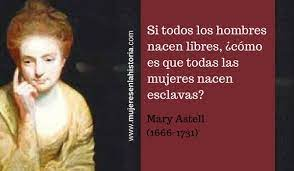 www.mujeresenlahistoria.com
Si todos los hombres
nacen libres, ¿cómo
es que todas las
mujeres nacen
esclavas?
Mary Astell
(1666-1731)